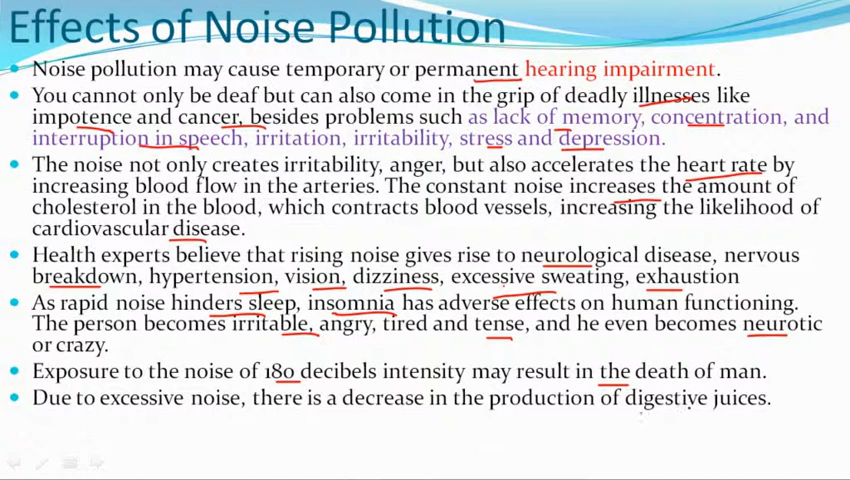 Effects of Noise Pollution
• Noise pollution may cause temporary or permanent hearing impairment.
• You cannot only be deaf but can also come in the grip of deadly illnesses like
impotence and cancer, besides problems such as lack of memory, concentration, and
interruption in speech, irritation, irritability, stress and depression.
• The noise not only creates irritability, anger, but also accelerates the heart rate by
increasing blood flow in the arteries. The constant noise increases the amount of
cholesterol in the blood, which contracts blood vessels, increasing the likelihood of
cardiovascular disease.
• Health experts believe that rising noise gives rise to neurological disease, nervous
breakdown, hypertension, vision, dizziness, excessive sweating, exhaustion
• As rapid noise hinders sleep, insomnia has adverse effects on human functioning.
The person becomes irritable, angry, tired and tense, and he even becomes neurotic
or crazy.
• Exposure to the noise of 180 decibels intensity may result in the death of man.
• Due to excessive noise, there is a decrease in the production of digestive juices.